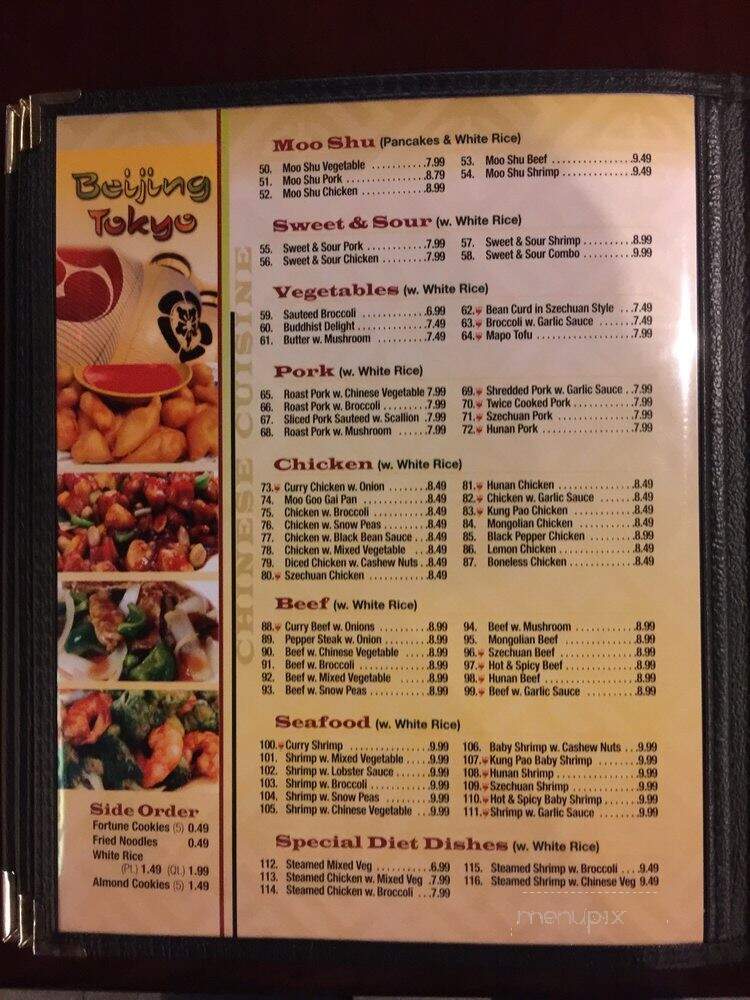 Beijing
Tokyo
CHINESE CUISINE
Moo Shu (Pancakes & White Rice)
50. Moo Shu Vegetable ...........7.99
51. Moo Shu Pork ................8.79
52. Moo Shu Chicken .............8.99
53. Moo Shu Beef ................9.49
54. Moo Shu Shrimp ..............9.49
Sweet & Sour (w. White Rice)
55. Sweet & Sour Pork ...........7.99
56. Sweet & Sour Chicken ........7.99
57. Sweet & Sour Shrimp .........8.99
58. Sweet & Sour Combo ..........9.99
Vegetables (w. White Rice)
59. Sauteed Broccoli ............6.99
60. Buddhist Delight ............7.49
61. Butter w. Mushroom ..........7.49
62. Bean Curd in Szechuan Style ...7.49
63. Broccoli w. Garlic Sauce .......7.49
64. Mapo Tofu ...................7.99
Pork (w. White Rice)
65. Roast Pork w. Chinese Vegetable 7.99
66. Roast Pork w. Broccoli .........7.99
67. Sliced Pork Sauteed w. Scallion .7.99
68. Roast Pork w. Mushroom ......7.99
69. Shredded Pork w. Garlic Sauce ..7.99
70. Twice Cooked Pork ............7.99
71. Szechuan Pork ................7.99
72. Hunan Pork ...................7.99
Chicken (w. White Rice)
73. Curry Chicken w. Onion ........8.49
74. Moo Goo Gai Pan .............8.49
75. Chicken w. Broccoli ...........8.49
76. Chicken w. Snow Peas .........8.49
77. Chicken w. Black Bean Sauce ...8.49
78. Chicken w. Mixed Vegetable ...8.49
79. Diced Chicken w. Cashew Nuts ..8.49
80. Szechuan Chicken ............8.49
81. Hunan Chicken ...............8.49
82. Chicken w. Garlic Sauce .......8.49
83. Kung Pao Chicken ............8.49
84. Mongolian Chicken ...........8.49
85. Black Pepper Chicken .........8.99
86. Lemon Chicken ...............8.49
87. Boneless Chicken .............8.49
Beef (w. White Rice)
88. Curry Beef w. Onions ..........8.99
89. Pepper Steak w. Onion .........8.99
90. Beef w. Chinese Vegetable .....8.99
91. Beef w. Broccoli ..............8.99
92. Beef w. Mixed Vegetable .......8.99
93. Beef w. Snow Peas ............8.99
94. Beef w. Mushroom ............8.99
95. Mongolian Beef ..............8.99
96. Szechuan Beef ...............8.99
97. Hot & Spicy Beef .............8.99
98. Hunan Beef ..................8.99
99. Beef w. Garlic Sauce .........8.99
Seafood (w. White Rice)
100. Curry Shrimp ................9.99
101. Shrimp w. Mixed Vegetable ....9.99
102. Shrimp w. Lobster Sauce ......9.99
103. Shrimp w. Broccoli ...........9.99
104. Shrimp w. Snow Peas .........9.99
105. Shrimp w. Chinese Vegetable ...9.99
106. Baby Shrimp w. Cashew Nuts ...9.99
107. Kung Pao Baby Shrimp ........9.99
108. Hunan Shrimp ...............9.99
109. Szechuan Shrimp .............9.99
110. Hot & Spicy Baby Shrimp ......9.99
111. Shrimp w. Garlic Sauce ........9.99
Special Diet Dishes (w. White Rice)
112. Steamed Mixed Veg ..........6.99
113. Steamed Chicken w. Mixed Veg .7.99
114. Steamed Chicken w. Broccoli ...7.99
115. Steamed Shrimp w. Broccoli ...9.49
116. Steamed Shrimp w. Chinese Veg 9.49
Side Order
Fortune Cookies (5) 0.49
Fried Noodles 0.49
White Rice
(Pt.) 1.49 (Qt.) 1.99
Almond Cookies (5) 1.49
menupix